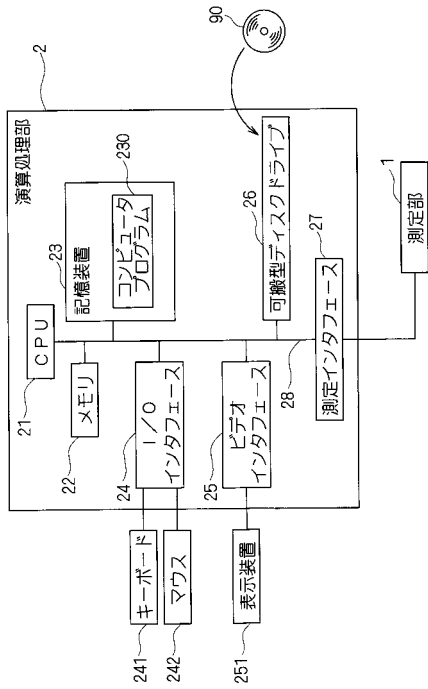 2
90
演算処理部
23
記憶装置
230
コンピュータ
プログラム
CPU
21
メモリ
22
24
I/O
インタフェース
キーボード
241
マウス
242
25
ビデオ
インタフェース
表示装置
251
26
可搬型ディスクドライブ
28
27
測定インタフェース
1
測定部